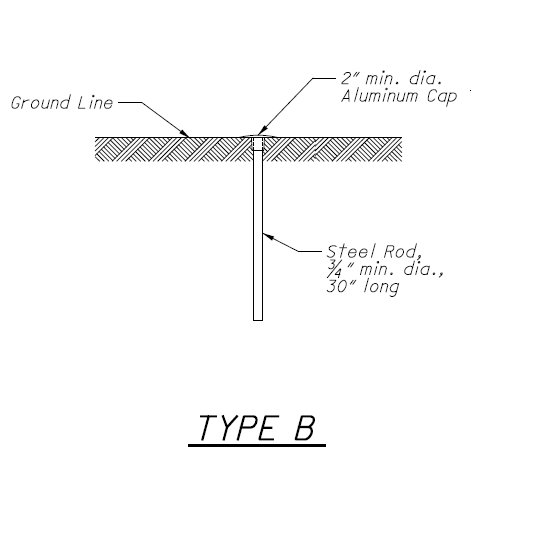 2" min. dia.
Aluminum Cap
Ground Line
Steel Rod,
3/4" min. dia.,
30" long
TYPE B